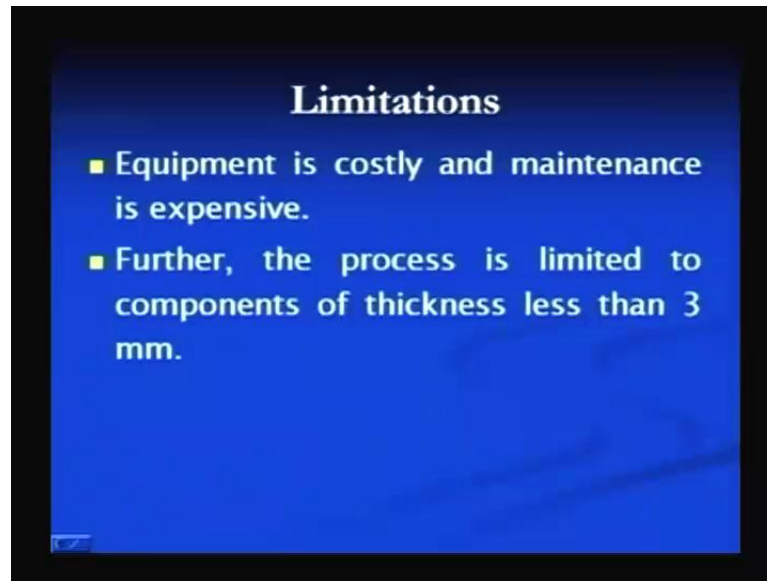 Limitations
Equipment is costly and maintenance
is expensive.
Further, the process is limited to
components of thickness less than 3
mm.